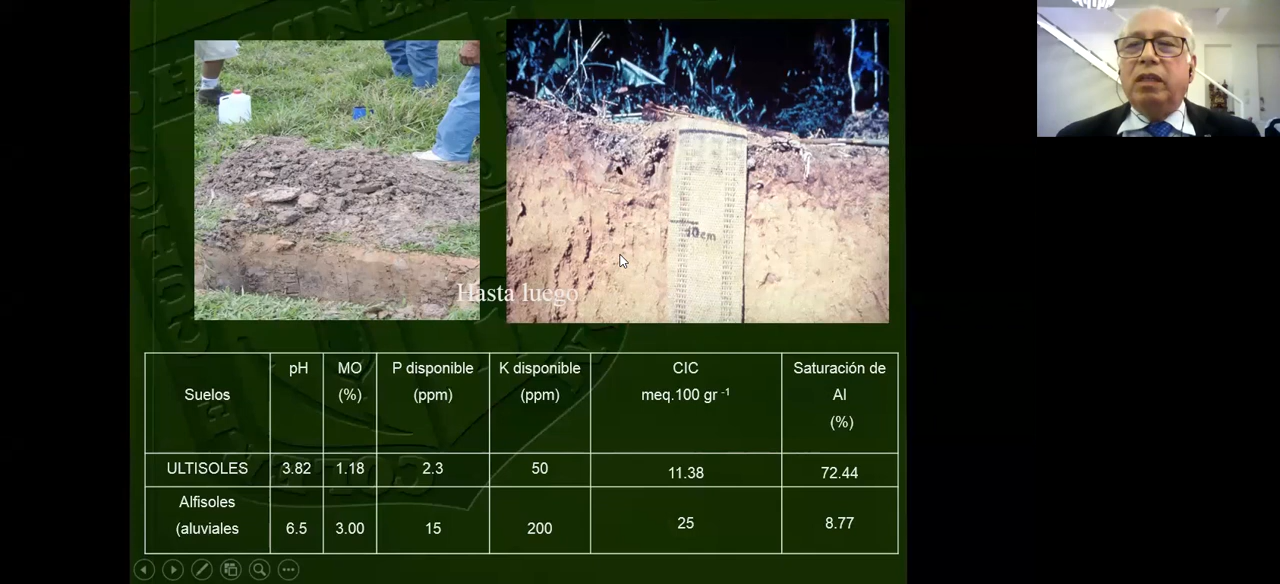 10cm
Hasta luego
Suelos
pH
MO
(%)
P disponible
(ppm)
K disponible
(ppm)
CIC
meq.100 gr -1
Saturación de
Al
(%)
ULTISOLES 3.82 1.18 2.3 50 11.38 72.44
Alfisoles
(aluviales 6.5 3.00 15 200 25 8.77